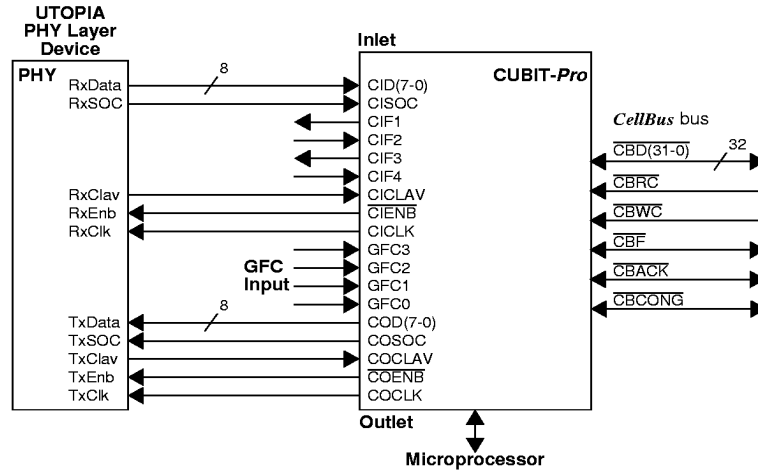 UTOPIA
PHY Layer
Device
PHY
RxData
RxSOC
RxClav
RxEnb
RxClk
TxData
TxSOC
TxClav
TxEnb
TxClk
8
8
GFC
Input
Inlet
CUBIT-Pro
CID(7-0)
CISOC
CIF1
CIF2
CIF3
CIF4
CICLAV
CIENB
CICLK
GFC3
GFC2
GFC1
GFC0
COD(7-0)
COSOC
COCLAV
COENB
COCLK
Outlet
Microprocessor
CellBus bus
CBD(31-0)
32
CBRC
CBWC
CBF
CBACK
CBCONG